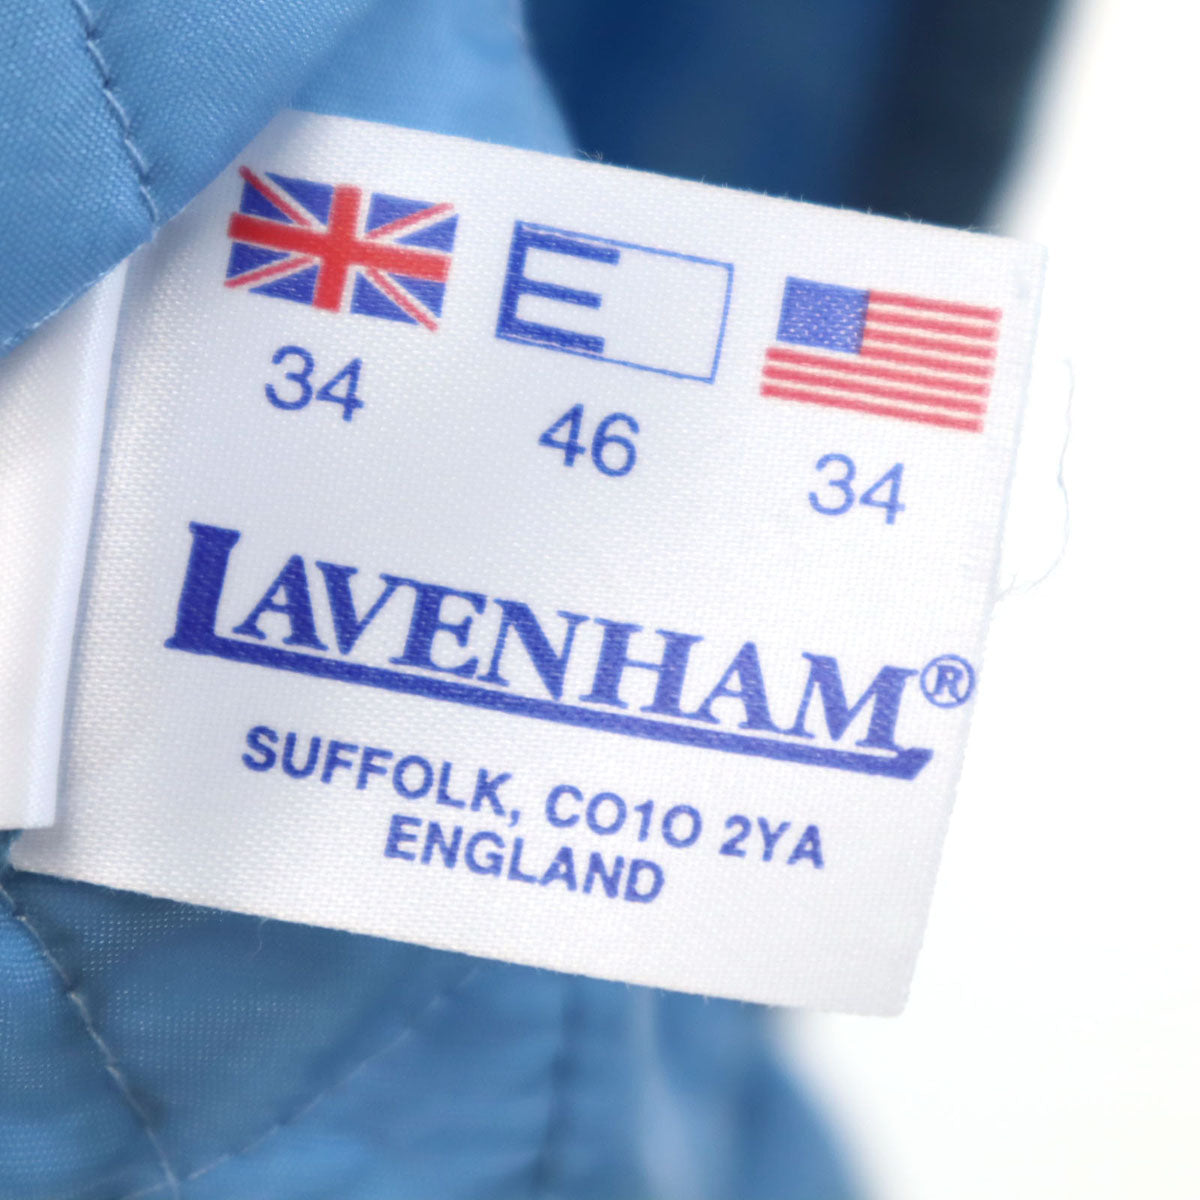 E
34 46 34
LAVENHAM®
SUFFOLK, CO10 2YA
ENGLAND